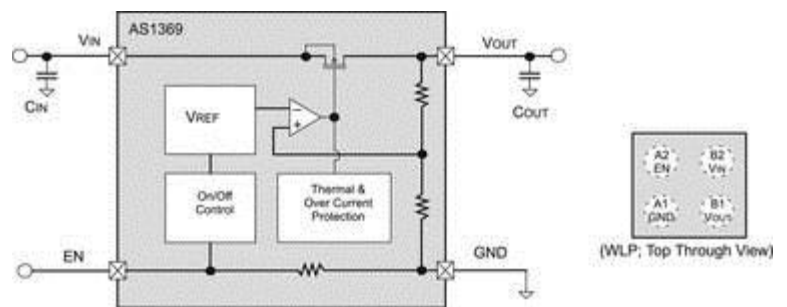 AS1369
VIN
VOUT
CIN
COUT
VREF
−
+
On/Off
Control
Thermal &
Over Current
Protection
EN
GND
A2
EN
B2
VIN
A1
GND
B1
VOUT
(WLP; Top Through View)